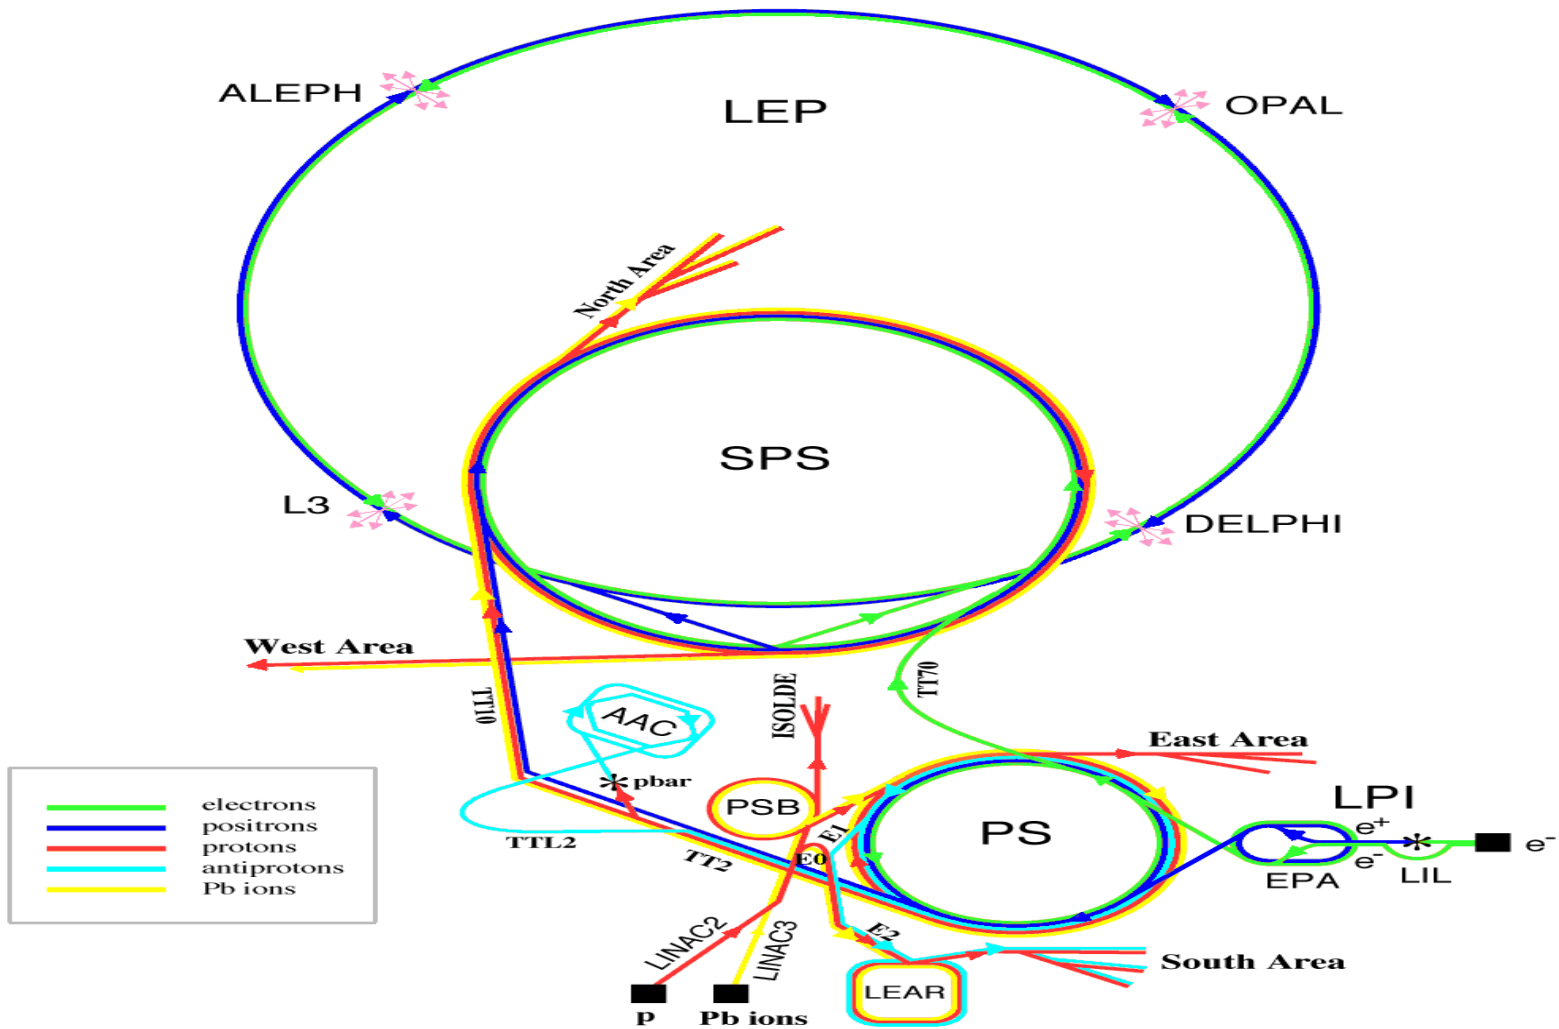 ALEPH
LEP
OPAL
North Area
SPS
L3
DELPHI
West Area
TT10
TT70
ISOLDE
AAC
pbar
East Area
PSB
E1
PS
LPI
e+
e-
e-
EPA
LIL
TTL2
TT2
E0
electrons
positrons
protons
antiprotons
Pb ions
LINAC2
LINAC3
E2
South Area
LEAR
p
Pb ions